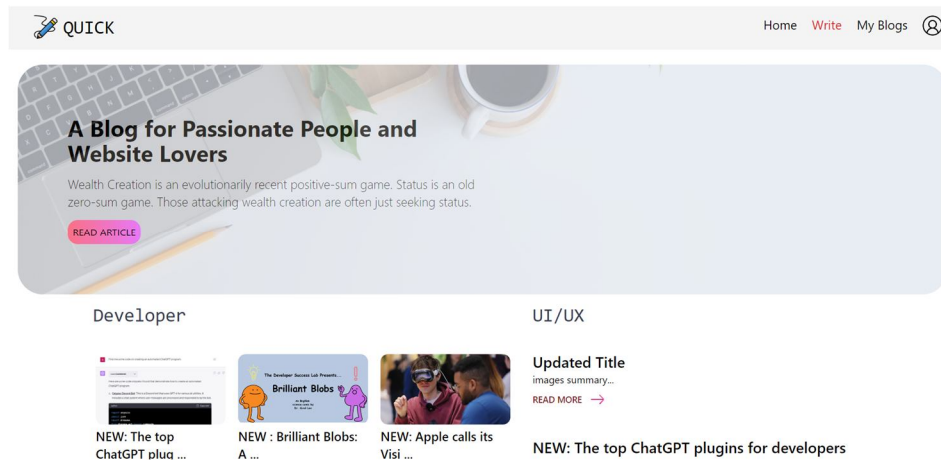 QUICK
Home Write My Blogs
A Blog for Passionate People and
Website Lovers
Wealth Creation is an evolutionarily recent positive-sum game. Status is an old
zero-sum game. Those attacking wealth creation are often just seeking status.
READ ARTICLE
Developer
The Developer Success Lab Presents...
Brilliant Blobs
NEW: The top
ChatGPT plug ...
NEW : Brilliant Blobs:
A ...
NEW: Apple calls its
Visi ...
UI/UX
Updated Title
images summary...
READ MORE
NEW: The top ChatGPT plugins for developers